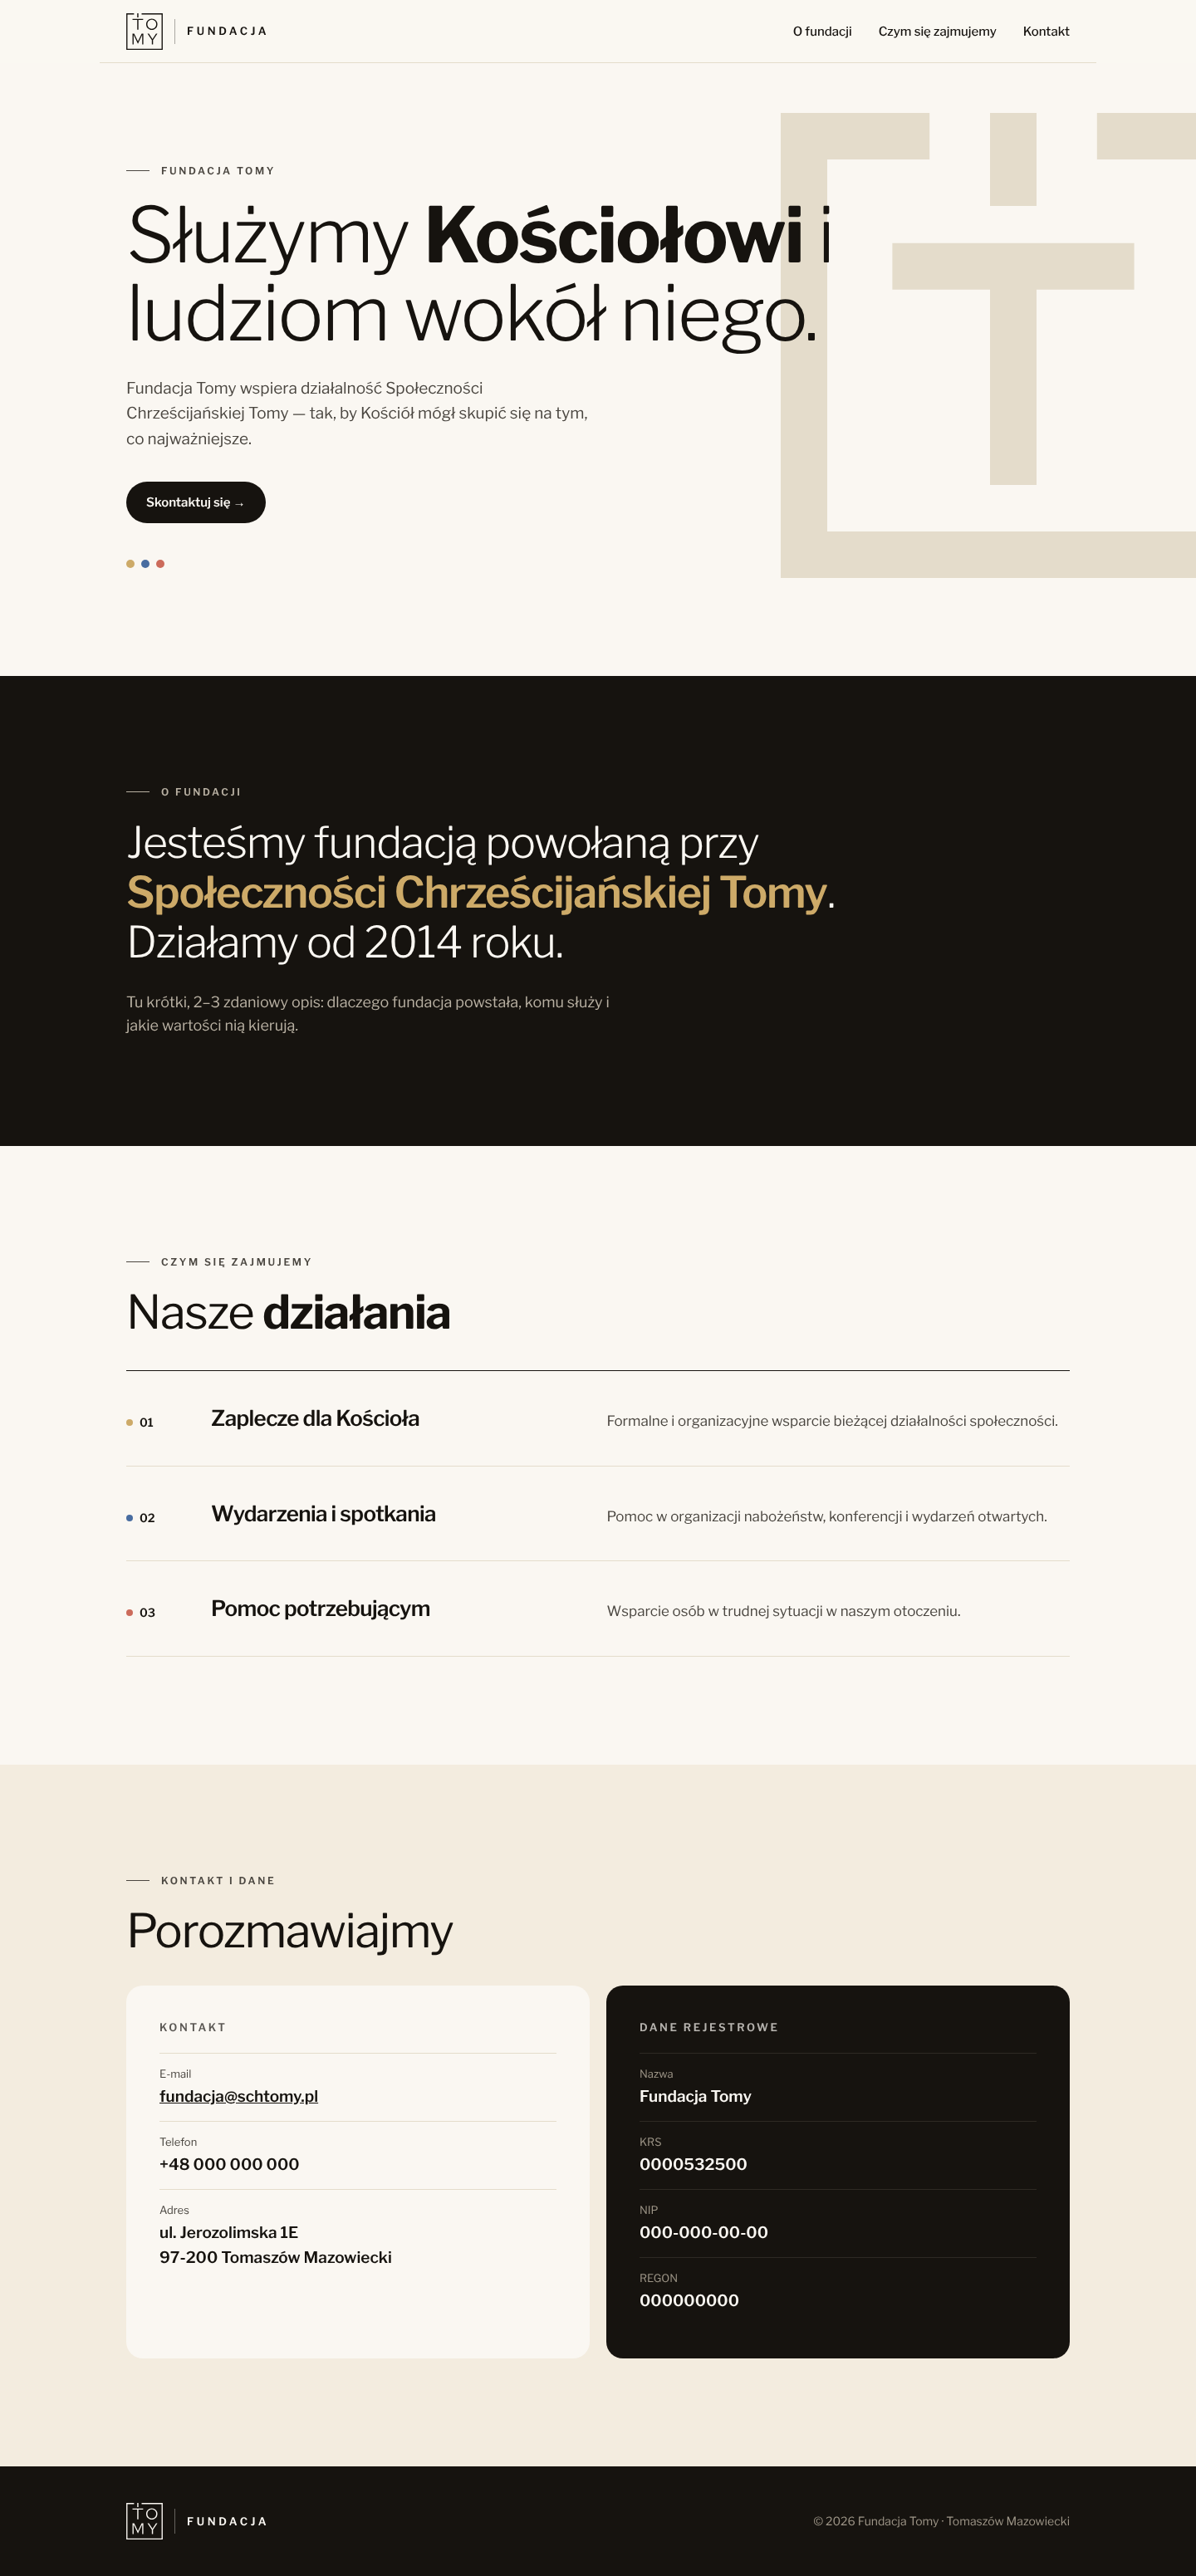 TO
MY
FUNDACJA
O fundacji
Czym się zajmujemy
Kontakt
FUNDACJA TOMY
Służymy Kościołowi i
ludziom wokół niego.
Fundacja Tomy wspiera działalność Społeczności
Chrześcijańskiej Tomy — tak, by Kościół mógł skupić się na tym,
co najważniejsze.
Skontaktuj się →
O FUNDACJI
Jesteśmy fundacją powołaną przy
Społeczności Chrześcijańskiej Tomy.
Działamy od 2014 roku.
Tu krótki, 2–3 zdaniowy opis: dlaczego fundacja powstała, komu służy i
jakie wartości nią kierują.
CZYM SIĘ ZAJMUJEMY
Nasze działania
01
Zaplecze dla Kościoła
Formalne i organizacyjne wsparcie bieżącej działalności społeczności.
02
Wydarzenia i spotkania
Pomoc w organizacji nabożeństw, konferencji i wydarzeń otwartych.
03
Pomoc potrzebującym
Wsparcie osób w trudnej sytuacji w naszym otoczeniu.
KONTAKT I DANE
Porozmawiajmy
KONTAKT
E-mail
fundacja@schtomy.pl
Telefon
+48 000 000 000
Adres
ul. Jerozolimska 1E
97-200 Tomaszów Mazowiecki
DANE REJESTROWE
Nazwa
Fundacja Tomy
KRS
0000532500
NIP
000-000-00-00
REGON
000000000
TO
MY
FUNDACJA
© 2026 Fundacja Tomy · Tomaszów Mazowiecki